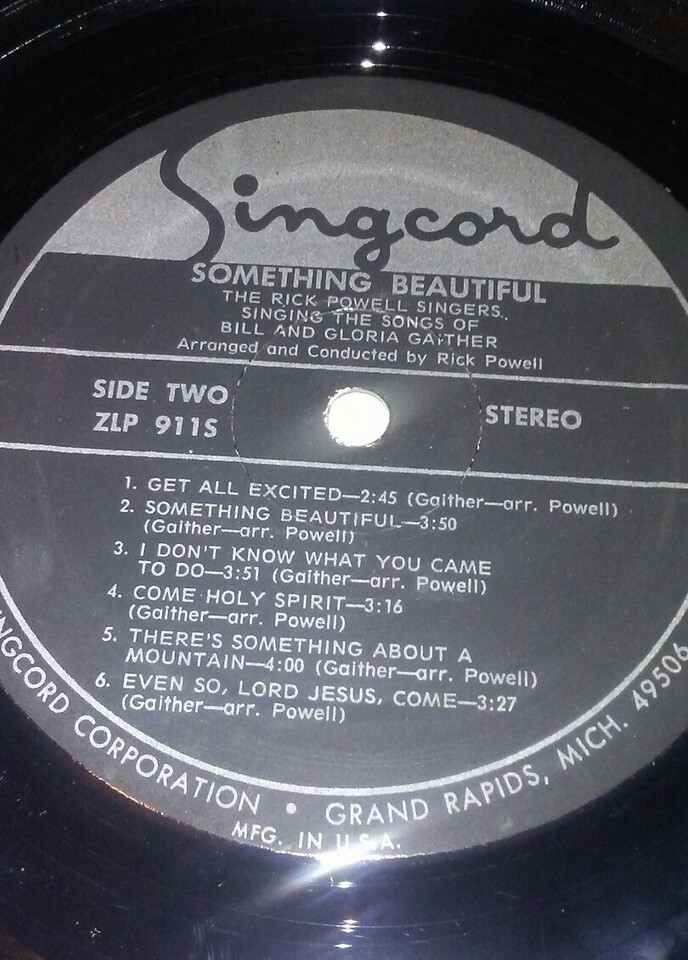 Singcord
SOMETHING BEAUTIFUL
THE RICK POWELL SINGERS..
SINGING THE SONGS OF
BILL AND GLORIA GAITHER
Arranged and Conducted by Rick Powell
SIDE TWO
ZLP 911S
STEREO
1. GET ALL EXCITED—2:45 (Gaither—arr. Powell)
2. SOMETHING BEAUTIFUL—3:50
(Gaither—arr. Powell)
3. I DON'T KNOW WHAT YOU CAME
TO DO—3:51 (Gaither—arr. Powell)
4. COME HOLY SPIRIT—3:16
(Gaither—arr. Powell)
5. THERE'S SOMETHING ABOUT A
MOUNTAIN—4:00 (Gaither—arr. Powell)
6. EVEN SO, LORD JESUS, COME—3:27
(Gaither—arr. Powell)
INGCORD CORPORATION • GRAND RAPIDS, MICH. 49506
MFG. IN U.S.A.